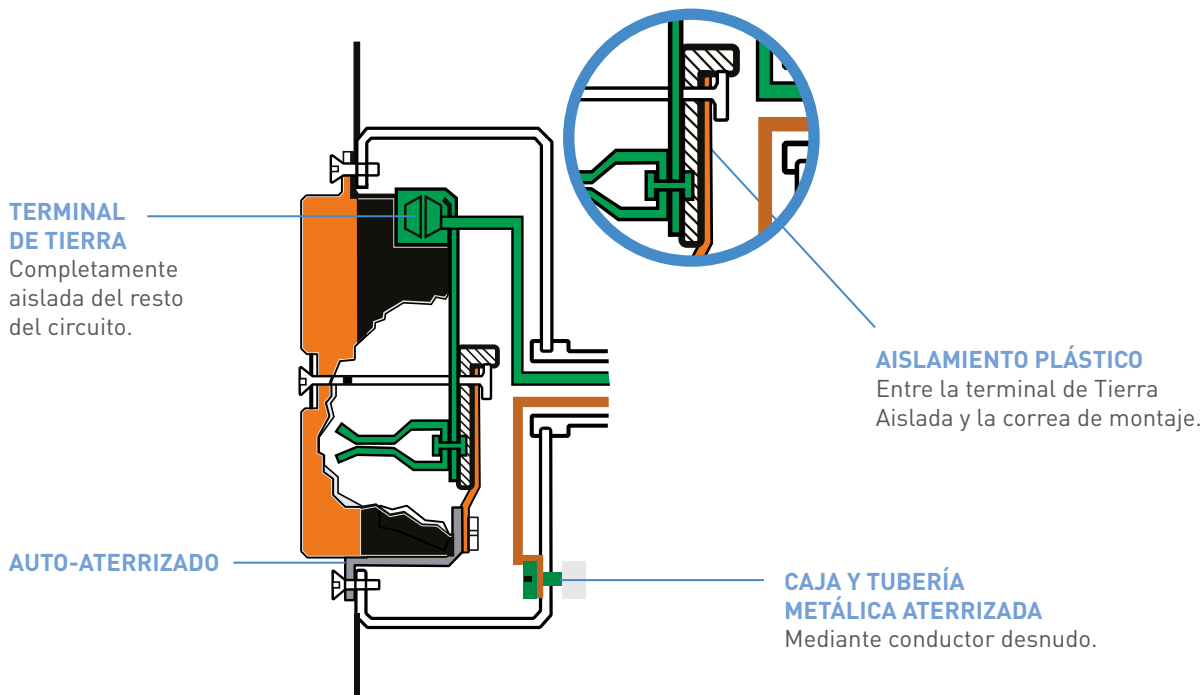 TERMINAL
DE TIERRA
Completamente
aislada del resto
del circuito.
AISLAMIENTO PLÁSTICO
Entre la terminal de Tierra
Aislada y la correa de montaje.
AUTO-ATERRIZADO
CAJA Y TUBERÍA
METÁLICA ATERRIZADA
Mediante conductor desnudo.